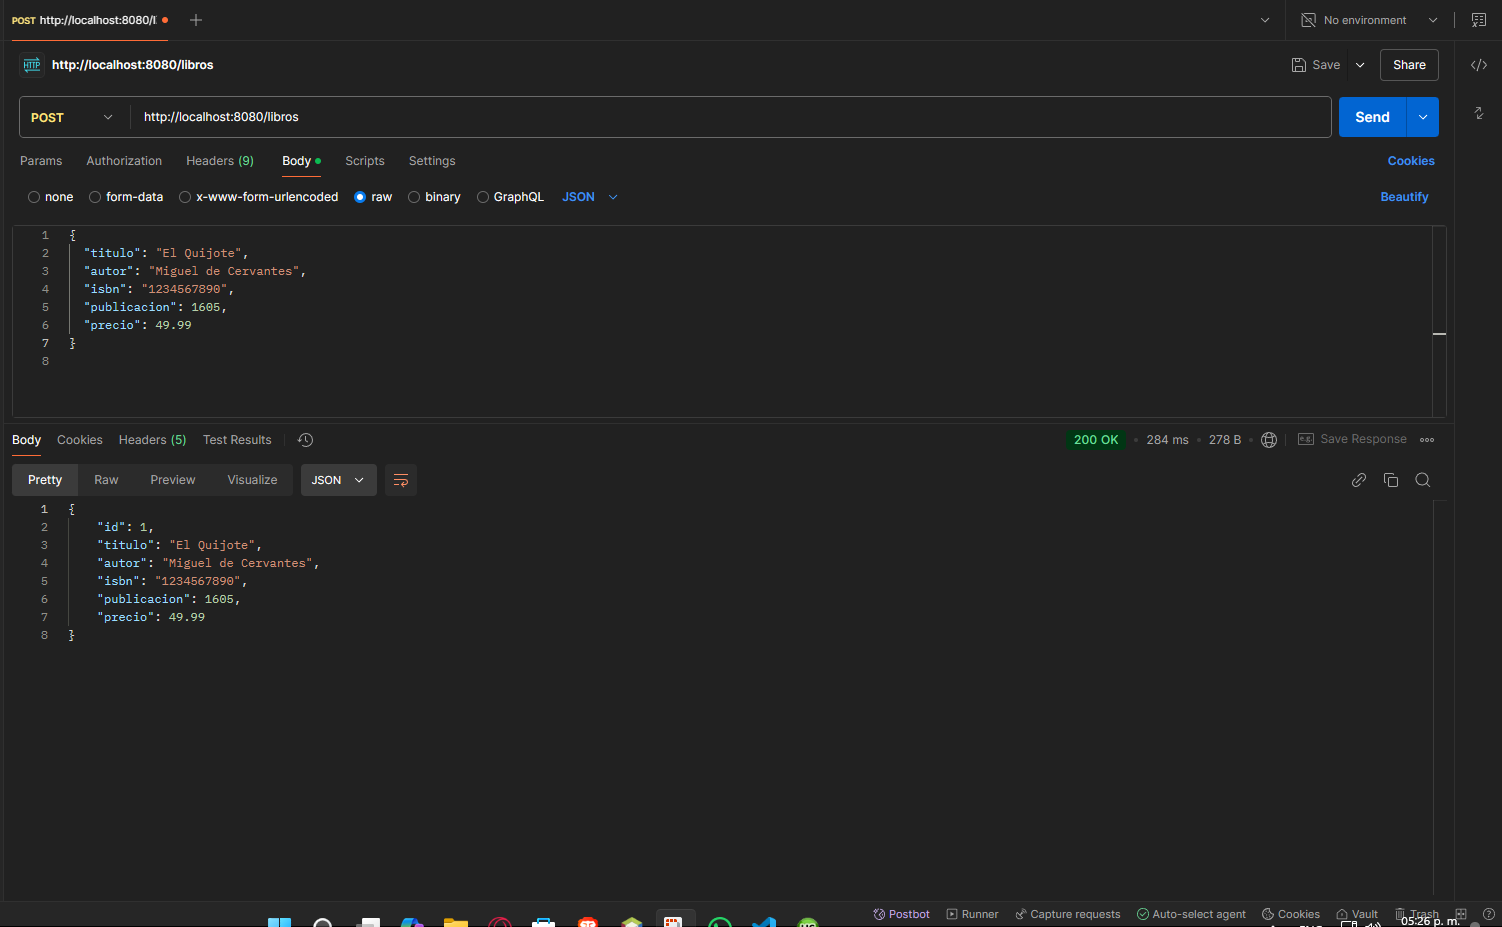 POST http://localhost:8080/li
No environment
HTTP http://localhost:8080/libros
Save
Share
POST http://localhost:8080/libros
Send
Params Authorization Headers (9) Body Scripts Settings Cookies
none form-data x-www-form-urlencoded raw binary GraphQL JSON Beautify
1 {
2 "titulo": "El Quijote",
3 "autor": "Miguel de Cervantes",
4 "isbn": "1234567890",
5 "publicacion": 1605,
6 "precio": 49.99
7 }
8
Body Cookies Headers (5) Test Results 200 OK 284 ms 278 B e.g. Save Response
Pretty Raw Preview Visualize JSON
1 {
2 "id": 1,
3 "titulo": "El Quijote",
4 "autor": "Miguel de Cervantes",
5 "isbn": "1234567890",
6 "publicacion": 1605,
7 "precio": 49.99
8 }
Postbot Runner Capture requests Auto-select agent Cookies Vault Trash
05:26 p. m.